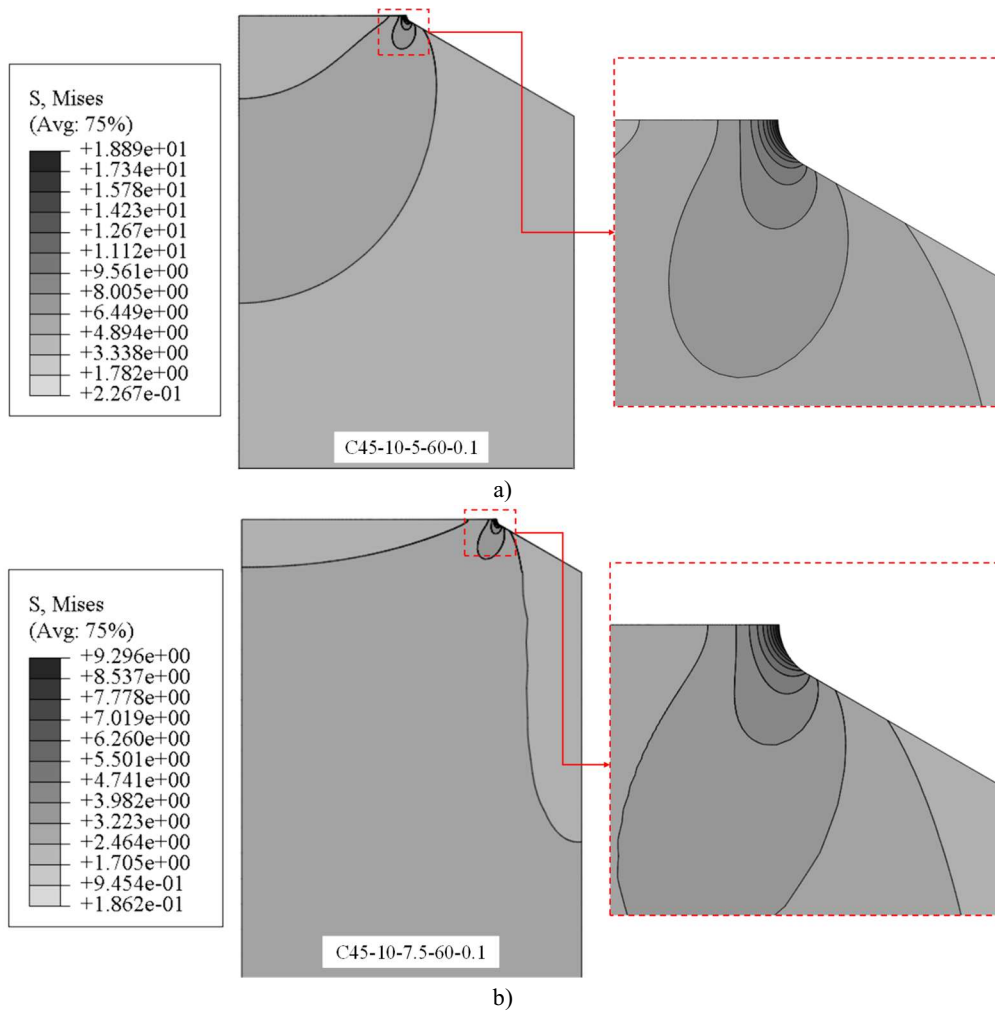 S, Mises
(Avg: 75%)
+1.889e+01
+1.734e+01
+1.578e+01
+1.423e+01
+1.267e+01
+1.112e+01
+9.561e+00
+8.005e+00
+6.449e+00
+4.894e+00
+3.338e+00
+1.782e+00
+2.267e-01
C45-10-5-60-0.1
a)
S, Mises
(Avg: 75%)
+9.296e+00
+8.537e+00
+7.778e+00
+7.019e+00
+6.260e+00
+5.501e+00
+4.741e+00
+3.982e+00
+3.223e+00
+2.464e+00
+1.705e+00
+9.454e-01
+1.862e-01
C45-10-7.5-60-0.1
b)